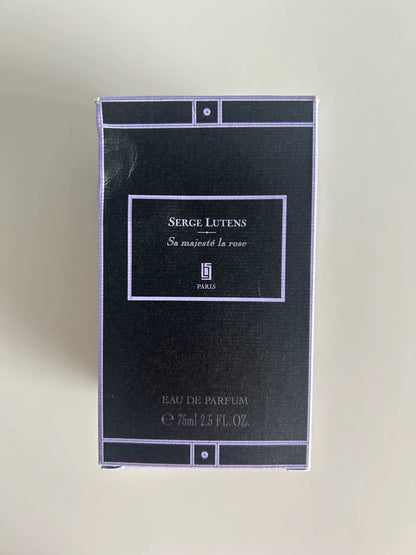 SERGE LUTENS
Sa majesté la rose
PARIS
EAU DE PARFUM
℮ 75ml 2.5 FL. OZ.